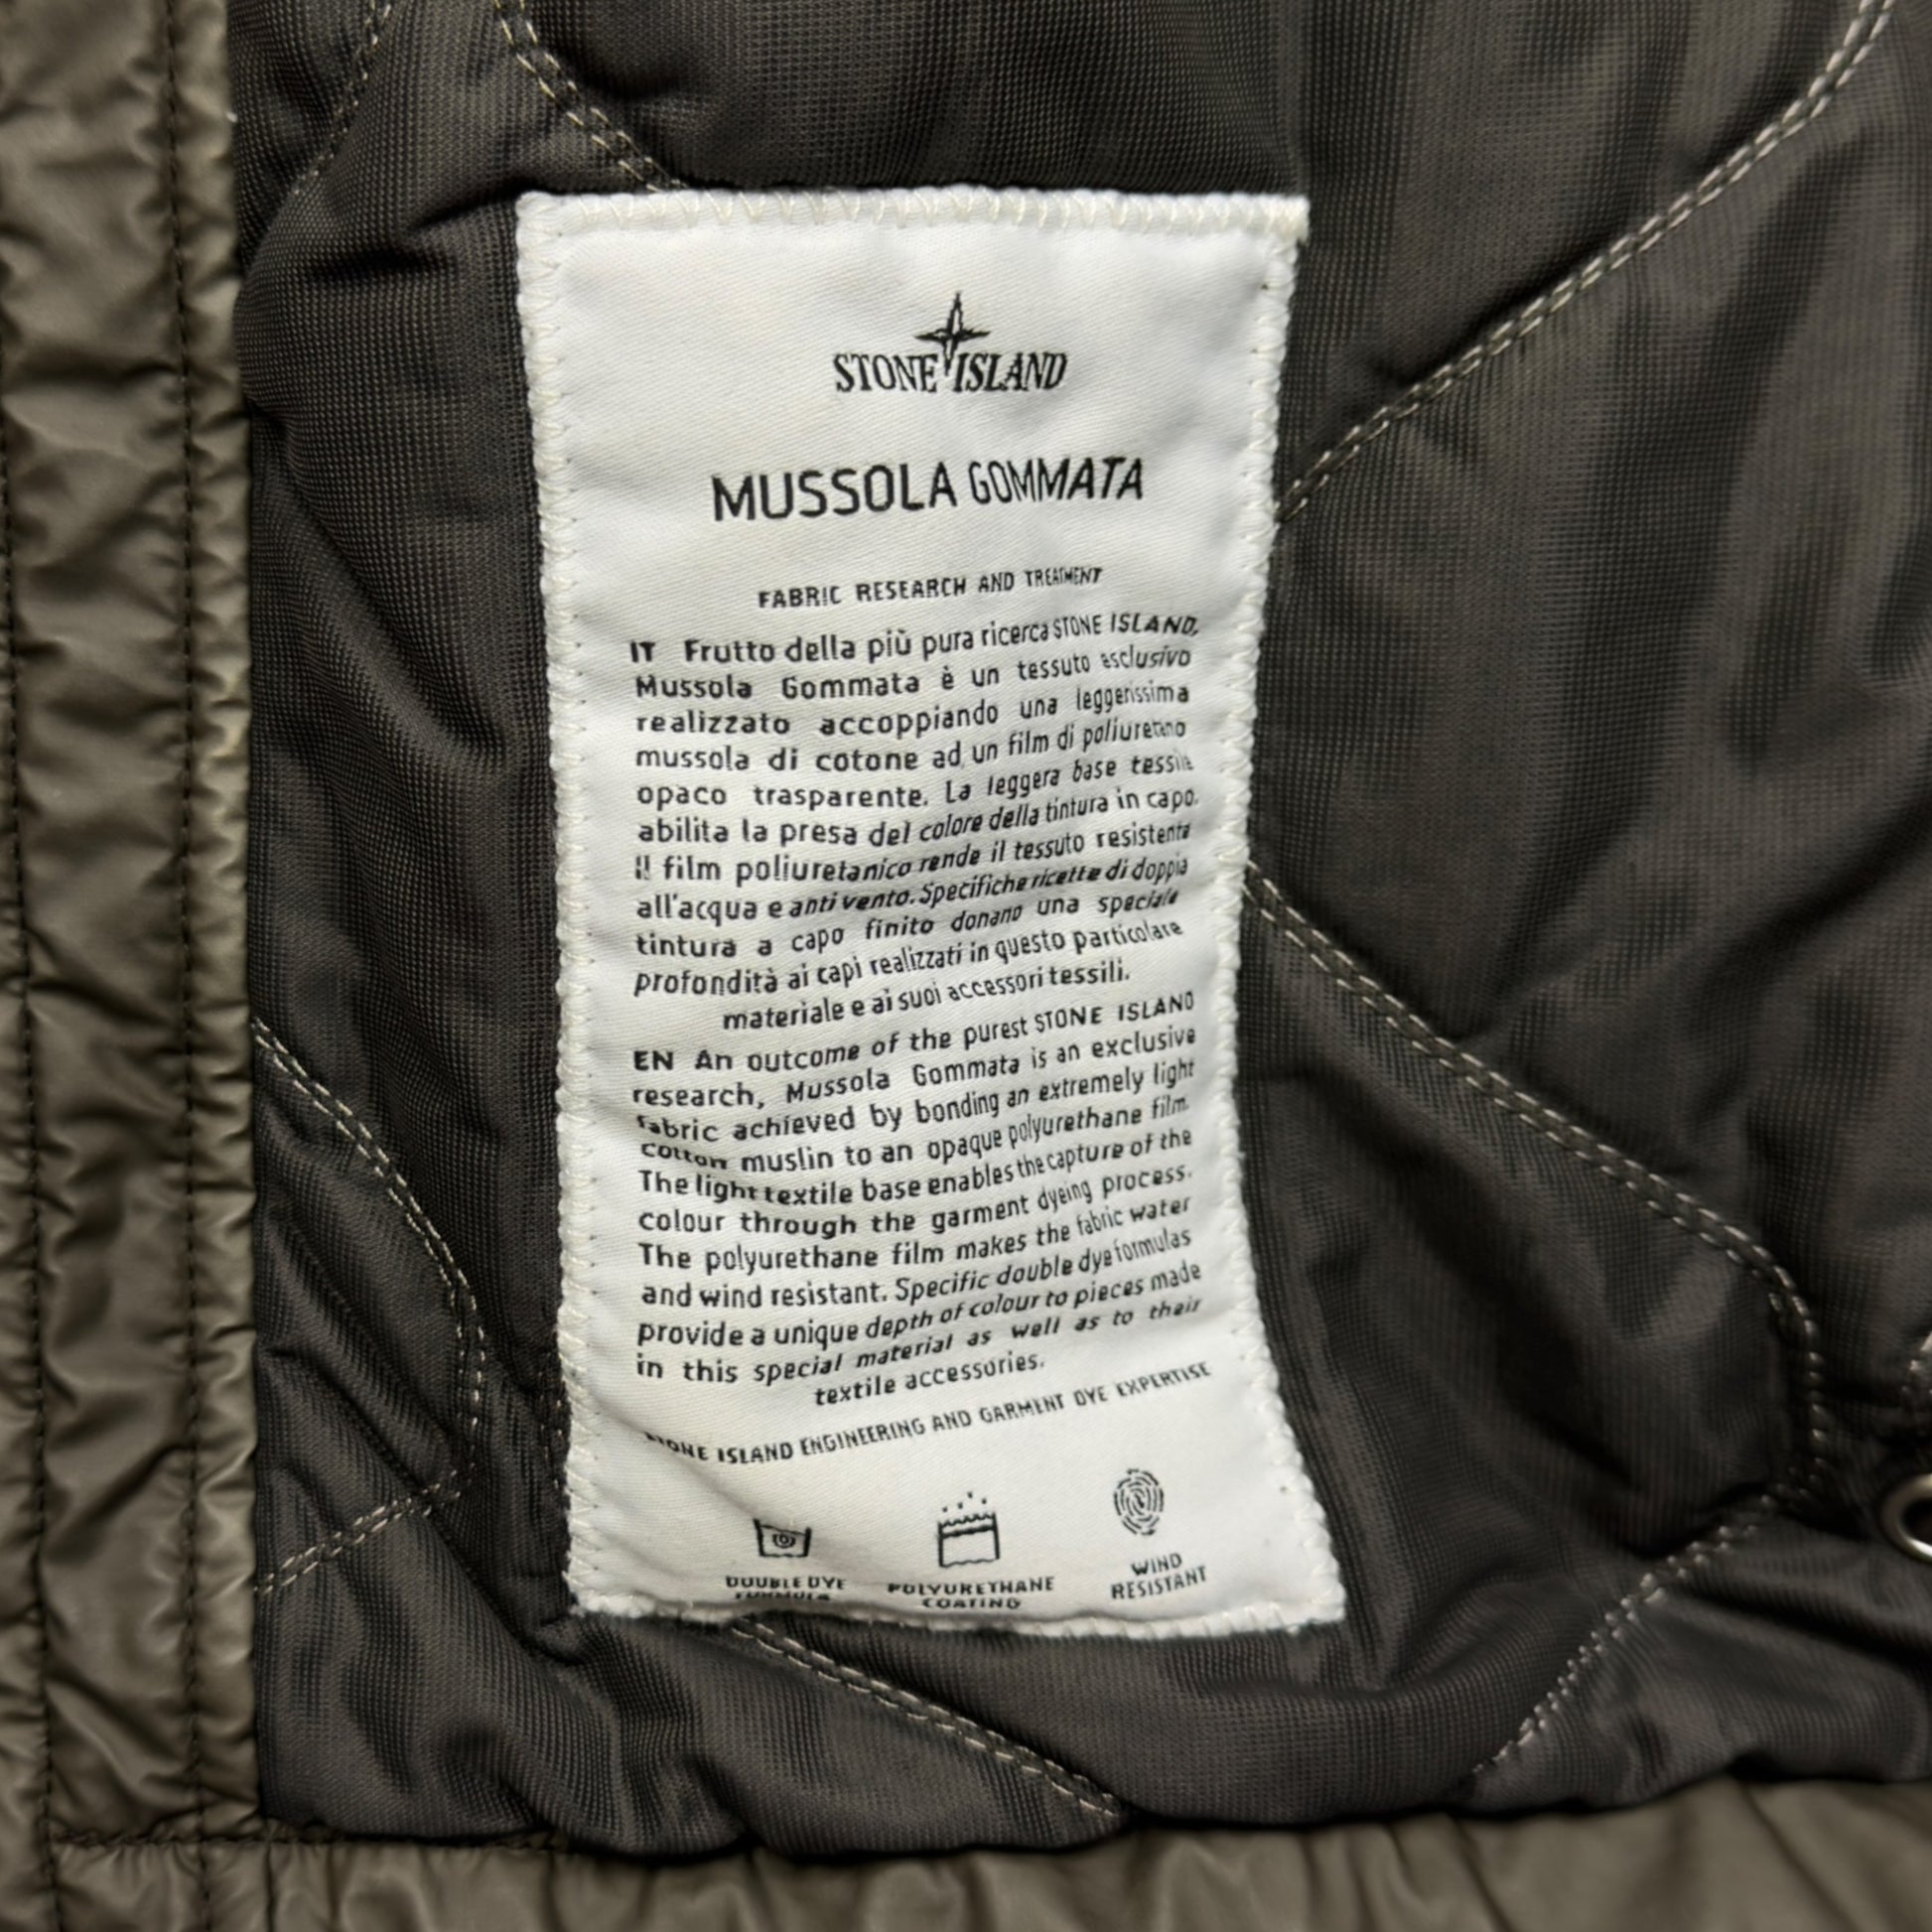 STONE ISLAND
MUSSOLA GOMMATA
FABRIC RESEARCH AND TREATMENT
IT Frutto della più pura ricerca STONE ISLAND,
Mussola Gommata è un tessuto esclusivo
realizzato accoppiando una leggerissima
mussola di cotone ad un film di poliuretano
opaco trasparente. La leggera base tessile
abilita la presa del colore della tintura in capo.
Il film poliuretanico rende il tessuto resistente
all'acqua e anti vento. Specifiche ricette di doppia
tintura a capo finito donano una speciale
profondità ai capi realizzati in questo particolare
materiale e ai suoi accessori tessili.
EN An outcome of the purest STONE ISLAND
research, Mussola Gommata is an exclusive
fabric achieved by bonding an extremely light
cotton muslin to an opaque polyurethane film.
The light textile base enables the capture of the
colour through the garment dyeing process.
The polyurethane film makes the fabric water
and wind resistant. Specific double dye formulas
provide a unique depth of colour to pieces made
in this special material as well as to their
textile accessories.
STONE ISLAND ENGINEERING AND GARMENT DYE EXPERTISE
DOUBLE DYE
FORMULA
POLYURETHANE
COATING
WIND
RESISTANT